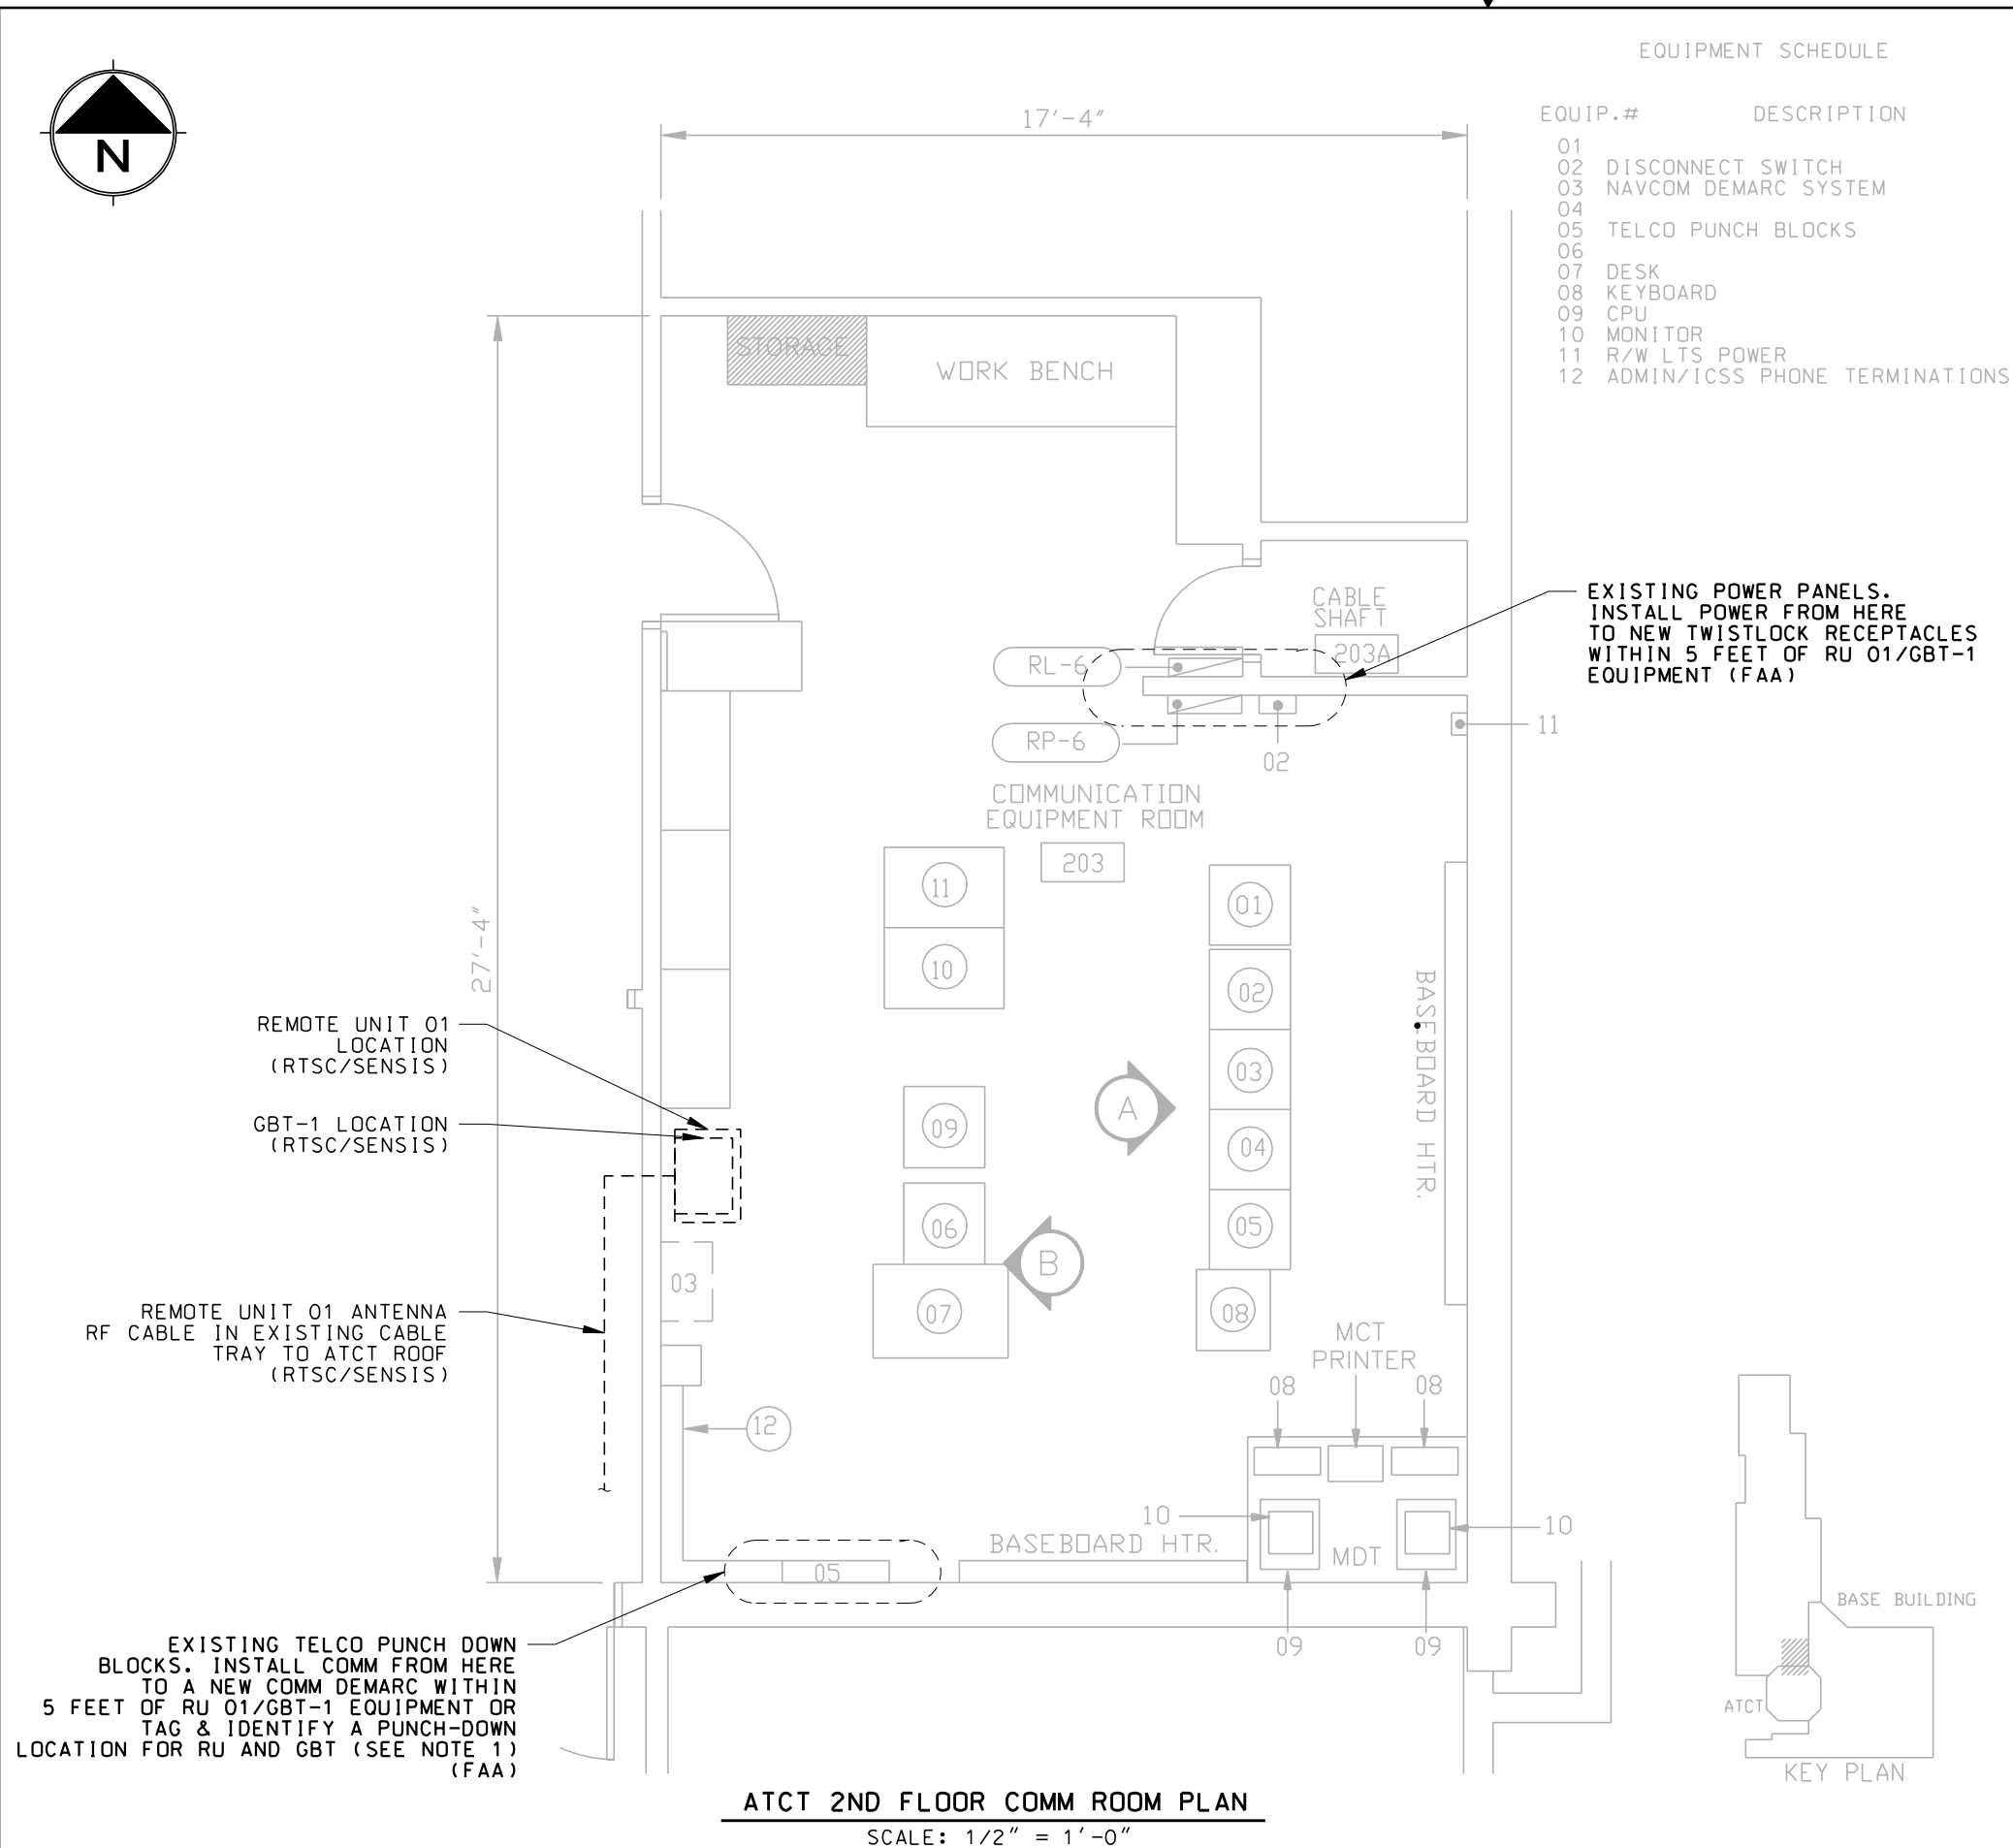 EQUIPMENT SCHEDULE
EQUIP.# DESCRIPTION
01
02 DISCONNECT SWITCH
03 NAVCOM DEMARC SYSTEM
04
05 TELCO PUNCH BLOCKS
06
07 DESK
08 KEYBOARD
09 CPU
10 MONITOR
11 R/W LTS POWER
12 ADMIN/ICSS PHONE TERMINATIONS
N
17'-4"
STORAGE
WORK BENCH
CABLE
SHAFT
203A
EXISTING POWER PANELS.
INSTALL POWER FROM HERE
TO NEW TWISTLOCK RECEPTACLES
WITHIN 5 FEET OF RU 01/GBT-1
EQUIPMENT (FAA)
RL-6
RP-6
02
11
COMMUNICATION
EQUIPMENT ROOM
203
27'-4"
11
10
01
02
03
04
05
08
09
06
07
A
B
BASEBOARD HTR.
REMOTE UNIT 01
LOCATION
(RTSC/SENSIS)
GBT-1 LOCATION
(RTSC/SENSIS)
03
REMOTE UNIT 01 ANTENNA
RF CABLE IN EXISTING CABLE
TRAY TO ATCT ROOF
(RTSC/SENSIS)
12
MCT
PRINTER
08
08
10
10
MDT
BASEBOARD HTR.
05
09
09
EXISTING TELCO PUNCH DOWN
BLOCKS. INSTALL COMM FROM HERE
TO A NEW COMM DEMARC WITHIN
5 FEET OF RU 01/GBT-1 EQUIPMENT OR
TAG & IDENTIFY A PUNCH-DOWN
LOCATION FOR RU AND GBT (SEE NOTE 1)
(FAA)
BASE BUILDING
ATCT
KEY PLAN
ATCT 2ND FLOOR COMM ROOM PLAN
SCALE: 1/2" = 1'-0"